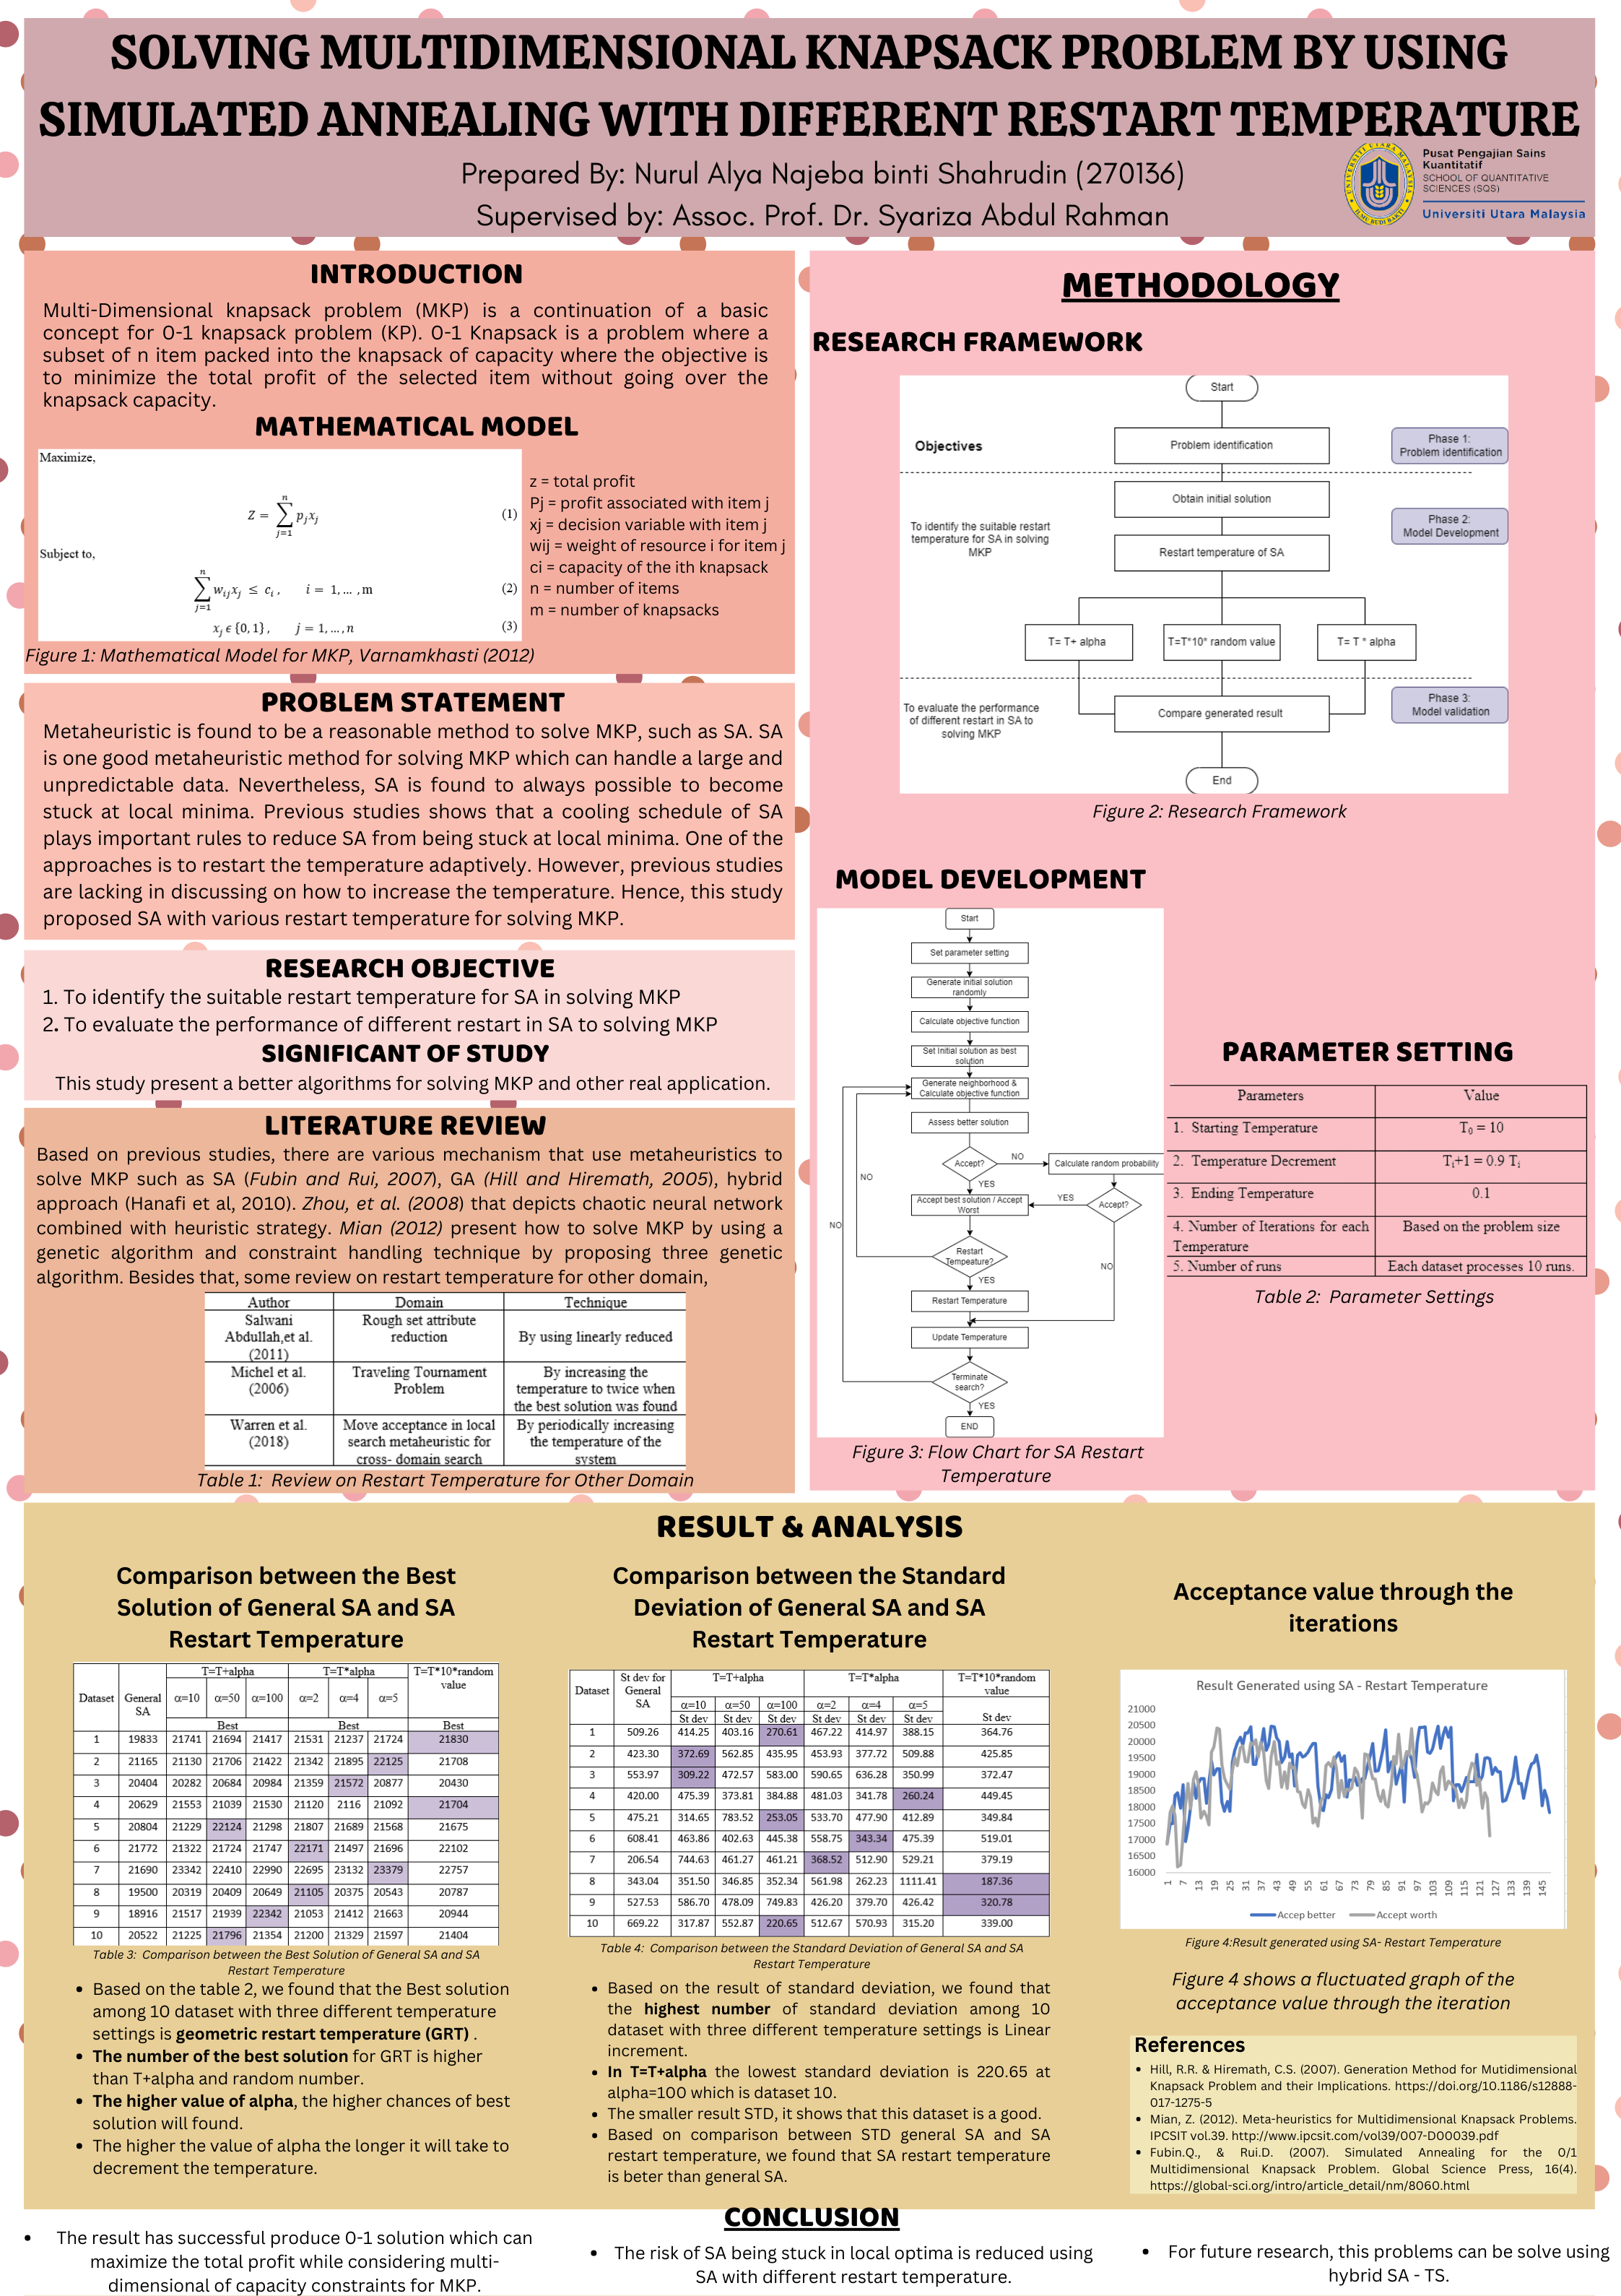 SOLVING MULTIDIMENSIONAL KNAPSACK PROBLEM BY USING
SIMULATED ANNEALING WITH DIFFERENT RESTART TEMPERATURE
Prepared By: Nurul Alya Najeba binti Shahrudin (270136)
Supervised by: Assoc. Prof. Dr. Syariza Abdul Rahman
UNIVERSITI UTARA MALAYSIA
ILMU BUDI BAKTI
Pusat Pengajian Sains
Kuantitatif
SCHOOL OF QUANTITATIVE
SCIENCES (SQS)
Universiti Utara Malaysia
INTRODUCTION
Multi-Dimensional knapsack problem (MKP) is a continuation of a basic
concept for 0-1 knapsack problem (KP). 0-1 Knapsack is a problem where a
subset of n item packed into the knapsack of capacity where the objective is
to minimize the total profit of the selected item without going over the
knapsack capacity.
MATHEMATICAL MODEL
Maximize,
Z = ∑ⁿⱼ₌₁ pⱼxⱼ (1)
Subject to,
∑ⁿⱼ₌₁ wᵢⱼxⱼ ≤ cᵢ, i = 1, … , m (2)
xⱼ ϵ {0, 1}, j = 1, … , n (3)
z = total profit
Pj = profit associated with item j
xj = decision variable with item j
wij = weight of resource i for item j
ci = capacity of the ith knapsack
n = number of items
m = number of knapsacks
Figure 1: Mathematical Model for MKP, Varnamkhasti (2012)
PROBLEM STATEMENT
Metaheuristic is found to be a reasonable method to solve MKP, such as SA. SA
is one good metaheuristic method for solving MKP which can handle a large and
unpredictable data. Nevertheless, SA is found to always possible to become
stuck at local minima. Previous studies shows that a cooling schedule of SA
plays important rules to reduce SA from being stuck at local minima. One of the
approaches is to restart the temperature adaptively. However, previous studies
are lacking in discussing on how to increase the temperature. Hence, this study
proposed SA with various restart temperature for solving MKP.
RESEARCH OBJECTIVE
1. To identify the suitable restart temperature for SA in solving MKP
2. To evaluate the performance of different restart in SA to solving MKP
SIGNIFICANT OF STUDY
This study present a better algorithms for solving MKP and other real application.
LITERATURE REVIEW
Based on previous studies, there are various mechanism that use metaheuristics to
solve MKP such as SA (Fubin and Rui, 2007), GA (Hill and Hiremath, 2005), hybrid
approach (Hanafi et al, 2010). Zhou, et al. (2008) that depicts chaotic neural network
combined with heuristic strategy. Mian (2012) present how to solve MKP by using a
genetic algorithm and constraint handling technique by proposing three genetic
algorithm. Besides that, some review on restart temperature for other domain,
Author Domain Technique
Salwani Abdullah,et al. (2011) Rough set attribute reduction By using linearly reduced
Michel et al. (2006) Traveling Tournament Problem By increasing the temperature to twice when the best solution was found
Warren et al. (2018) Move acceptance in local search metaheuristic for cross- domain search By periodically increasing the temperature of the system
Table 1: Review on Restart Temperature for Other Domain
METHODOLOGY
RESEARCH FRAMEWORK
Start
Objectives
Problem identification
Phase 1:
Problem identification
Obtain initial solution
To identify the suitable restart
temperature for SA in solving
MKP
Phase 2:
Model Development
Restart temperature of SA
T= T+ alpha
T=T*10* random value
T= T * alpha
To evaluate the performance
of different restart in SA to
solving MKP
Compare generated result
Phase 3:
Model validation
End
Figure 2: Research Framework
MODEL DEVELOPMENT
Start
Set parameter setting
Generate initial solution
randomly
Calculate objective function
Set Initial solution as best
solution
Generate neighborhood &
Calculate objective function
Assess better solution
Accept?
NO
Calculate random probability
YES
NO
Accept best solution / Accept
Worst
YES
Accept?
NO
Restart
Tempeature?
NO
YES
Restart Temperature
Update Temperature
Terminate
search?
YES
END
Figure 3: Flow Chart for SA Restart
Temperature
PARAMETER SETTING
Parameters Value
1. Starting Temperature T₀ = 10
2. Temperature Decrement Tᵢ+1 = 0.9 Tᵢ
3. Ending Temperature 0.1
4. Number of Iterations for each Temperature Based on the problem size
5. Number of runs Each dataset processes 10 runs.
Table 2: Parameter Settings
RESULT & ANALYSIS
Comparison between the Best
Solution of General SA and SA
Restart Temperature
Dataset General SA T=T+alpha T=T*alpha T=T*10*random value
α=10 α=50 α=100 α=2 α=4 α=5
Best Best Best
1 19833 21741 21694 21417 21531 21237 21724 21830
2 21165 21130 21706 21422 21342 21895 22125 21708
3 20404 20282 20684 20984 21359 21572 20877 20430
4 20629 21553 21039 21530 21120 2116 21092 21704
5 20804 21229 22124 21298 21807 21689 21568 21675
6 21772 21322 21724 21747 22171 21497 21696 22102
7 21690 23342 22410 22990 22695 23132 23379 22757
8 19500 20319 20409 20649 21105 20375 20543 20787
9 18916 21517 21939 22342 21053 21412 21663 20944
10 20522 21225 21796 21354 21200 21329 21597 21404
Table 3: Comparison between the Best Solution of General SA and SA
Restart Temperature
• Based on the table 2, we found that the Best solution
among 10 dataset with three different temperature
settings is geometric restart temperature (GRT) .
• The number of the best solution for GRT is higher
than T+alpha and random number.
• The higher value of alpha, the higher chances of best
solution will found.
• The higher the value of alpha the longer it will take to
decrement the temperature.
Comparison between the Standard
Deviation of General SA and SA
Restart Temperature
Dataset St dev for General SA T=T+alpha T=T*alpha T=T*10*random value
α=10 α=50 α=100 α=2 α=4 α=5
St dev St dev St dev St dev St dev St dev St dev
1 509.26 414.25 403.16 270.61 467.22 414.97 388.15 364.76
2 423.30 372.69 562.85 435.95 453.93 377.72 509.88 425.85
3 553.97 309.22 472.57 583.00 590.65 636.28 350.99 372.47
4 420.00 475.39 373.81 384.88 481.03 341.78 260.24 449.45
5 475.21 314.65 783.52 253.05 533.70 477.90 412.89 349.84
6 608.41 463.86 402.63 445.38 558.75 343.34 475.39 519.01
7 206.54 744.63 461.27 461.21 368.52 512.90 529.21 379.19
8 343.04 351.50 346.85 352.34 561.98 262.23 1111.41 187.36
9 527.53 586.70 478.09 749.83 426.20 379.70 426.42 320.78
10 669.22 317.87 552.87 220.65 512.67 570.93 315.20 339.00
Table 4: Comparison between the Standard Deviation of General SA and SA
Restart Temperature
• Based on the result of standard deviation, we found that
the highest number of standard deviation among 10
dataset with three different temperature settings is Linear
increment.
• In T=T+alpha the lowest standard deviation is 220.65 at
alpha=100 which is dataset 10.
• The smaller result STD, it shows that this dataset is a good.
• Based on comparison between STD general SA and SA
restart temperature, we found that SA restart temperature
is beter than general SA.
Acceptance value through the
iterations
Result Generated using SA - Restart Temperature
21000
20500
20000
19500
19000
18500
18000
17500
17000
16500
16000
1 7 13 19 25 31 37 43 49 55 61 67 73 79 85 91 97 103 109 115 121 127 133 139 145
Accep better Accept worth
Figure 4:Result generated using SA- Restart Temperature
Figure 4 shows a fluctuated graph of the
acceptance value through the iteration
References
• Hill, R.R. & Hiremath, C.S. (2007). Generation Method for Mutidimensional
Knapsack Problem and their Implications. https://doi.org/10.1186/s12888-
017-1275-5
• Mian, Z. (2012). Meta-heuristics for Multidimensional Knapsack Problems.
IPCSIT vol.39. http://www.ipcsit.com/vol39/007-D00039.pdf
• Fubin.Q., & Rui.D. (2007). Simulated Annealing for the 0/1
Multidimensional Knapsack Problem. Global Science Press, 16(4).
https://global-sci.org/intro/article_detail/nm/8060.html
CONCLUSION
• The result has successful produce 0-1 solution which can
maximize the total profit while considering multi-
dimensional of capacity constraints for MKP.
• The risk of SA being stuck in local optima is reduced using
SA with different restart temperature.
• For future research, this problems can be solve using
hybrid SA - TS.